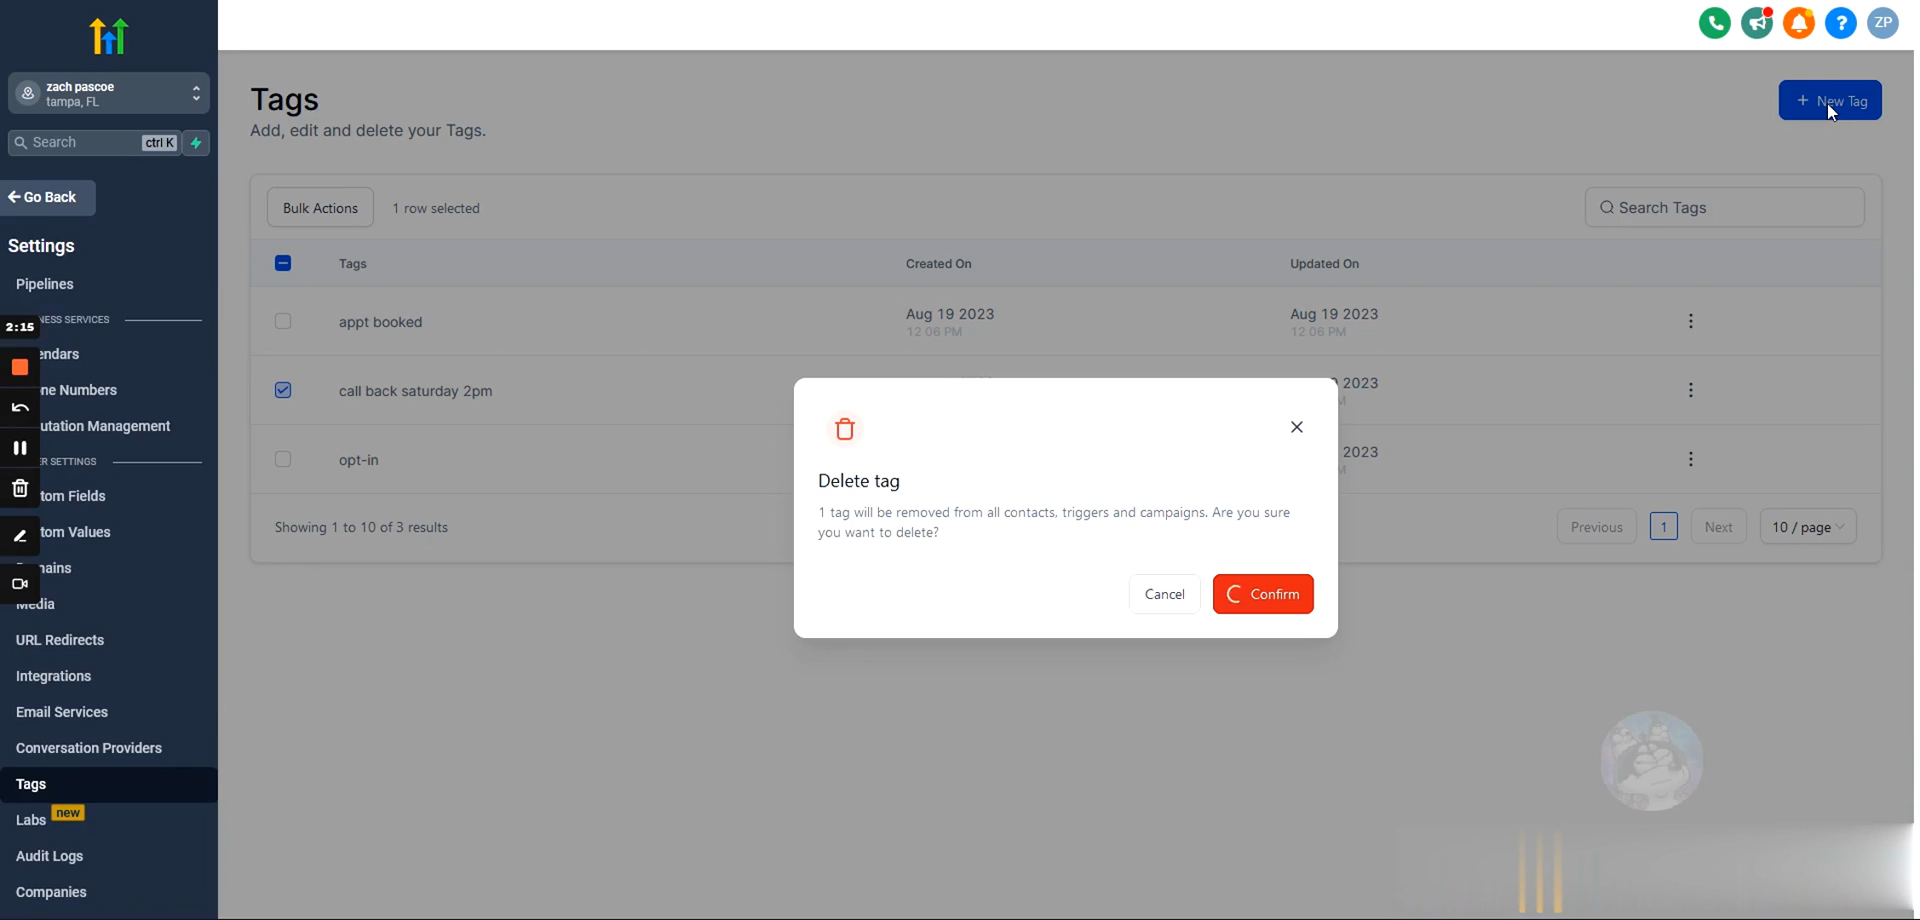 zach pascoe
tampa, FL
Search
ctrl K
Go Back
Settings
Pipelines
NESS SERVICES
2:15
endars
ne Numbers
utation Management
R SETTINGS
tom Fields
tom Values
mains
Media
URL Redirects
Integrations
Email Services
Conversation Providers
Tags
Labs new
Audit Logs
Companies
? ZP
Tags
Add, edit and delete your Tags.
+ New Tag
Bulk Actions 1 row selected
Search Tags
Tags Created On Updated On
appt booked Aug 19 2023 Aug 19 2023
12 06 PM 12 06 PM
call back saturday 2pm 2023
opt-in 2023
Showing 1 to 10 of 3 results
Previous 1 Next 10 / page
Delete tag
1 tag will be removed from all contacts, triggers and campaigns. Are you sure
you want to delete?
Cancel Confirm